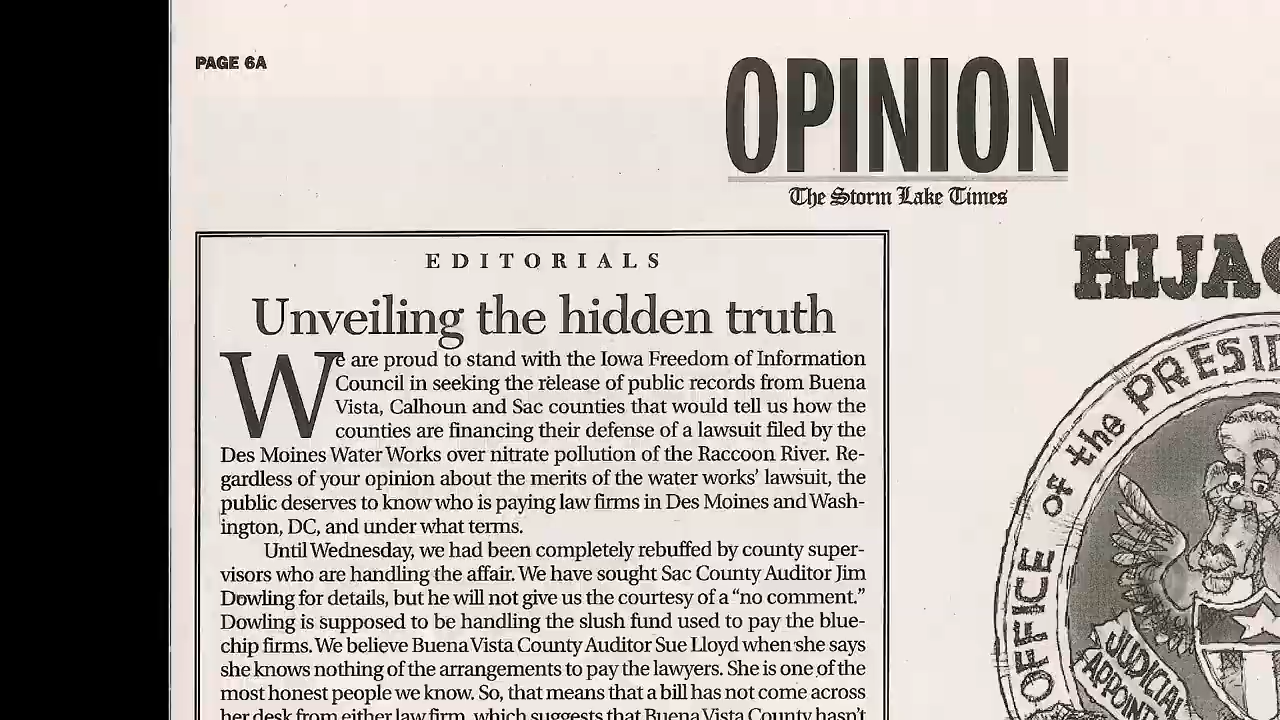 PAGE 6A
OPINION
The Storm Lake Times
EDITORIALS
Unveiling the hidden truth
We are proud to stand with the Iowa Freedom of Information
Council in seeking the release of public records from Buena
Vista, Calhoun and Sac counties that would tell us how the
counties are financing their defense of a lawsuit filed by the
Des Moines Water Works over nitrate pollution of the Raccoon River. Re-
gardless of your opinion about the merits of the water works' lawsuit, the
public deserves to know who is paying law firms in Des Moines and Wash-
ington, DC, and under what terms.
Until Wednesday, we had been completely rebuffed by county super-
visors who are handling the affair. We have sought Sac County Auditor Jim
Dowling for details, but he will not give us the courtesy of a “no comment.”
Dowling is supposed to be handling the slush fund used to pay the blue-
chip firms. We believe Buena Vista County Auditor Sue Lloyd when she says
she knows nothing of the arrangements to pay the lawyers. She is one of the
most honest people we know. So, that means that a bill has not come across
her desk from either law firm, which suggests that Buena Vista County hasn't
HIJAC
OFFICE of the PRESID
JUDICIAL
APPOINT